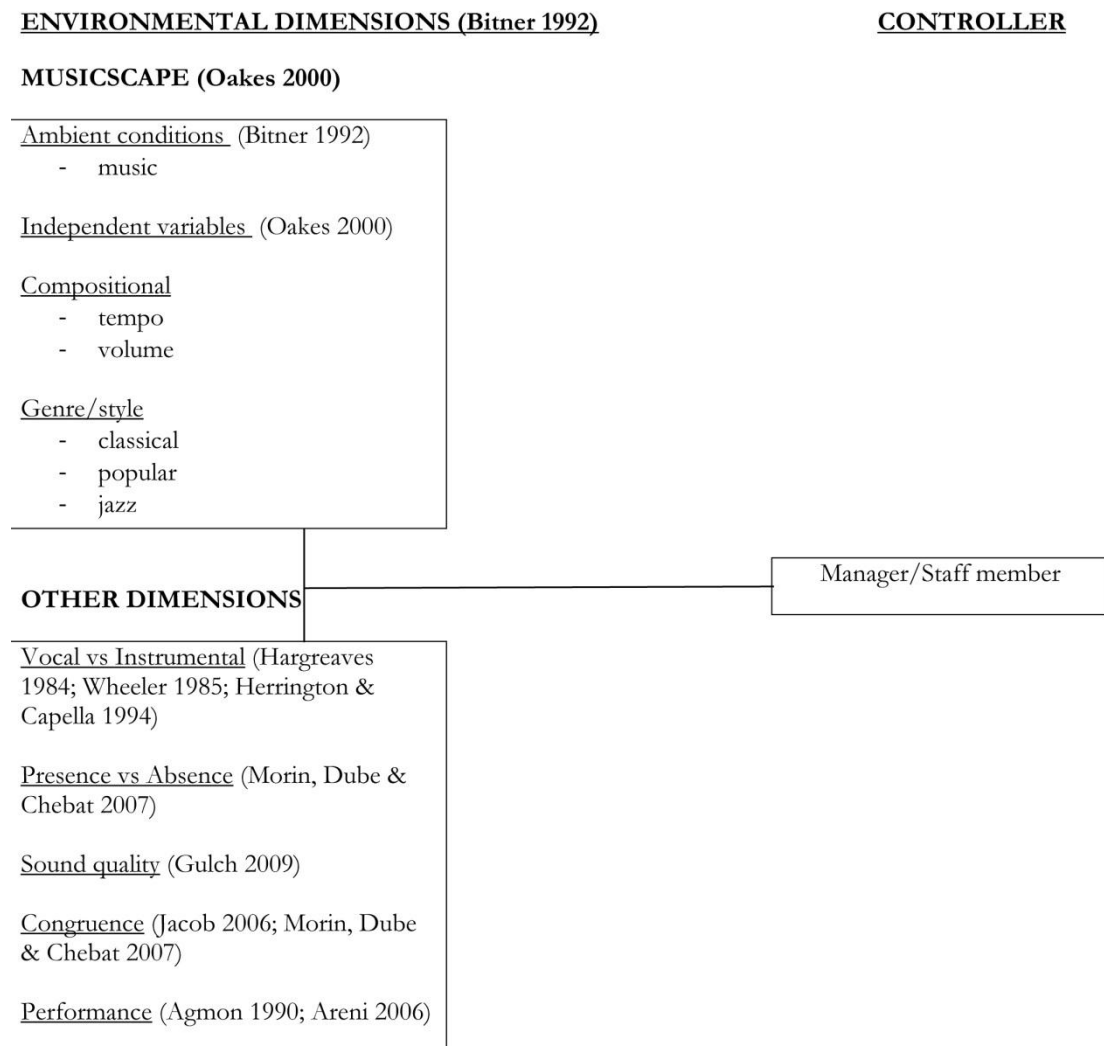 ENVIRONMENTAL DIMENSIONS (Bitner 1992)
CONTROLLER
MUSICSCAPE (Oakes 2000)
Ambient conditions (Bitner 1992)
- music
Independent variables (Oakes 2000)
Compositional
- tempo
- volume
Genre/style
- classical
- popular
- jazz
Manager/Staff member
OTHER DIMENSIONS
Vocal vs Instrumental (Hargreaves
1984; Wheeler 1985; Herrington &
Capella 1994)
Presence vs Absence (Morin, Dube &
Chebat 2007)
Sound quality (Gulch 2009)
Congruence (Jacob 2006; Morin, Dube
& Chebat 2007)
Performance (Agmon 1990; Areni 2006)